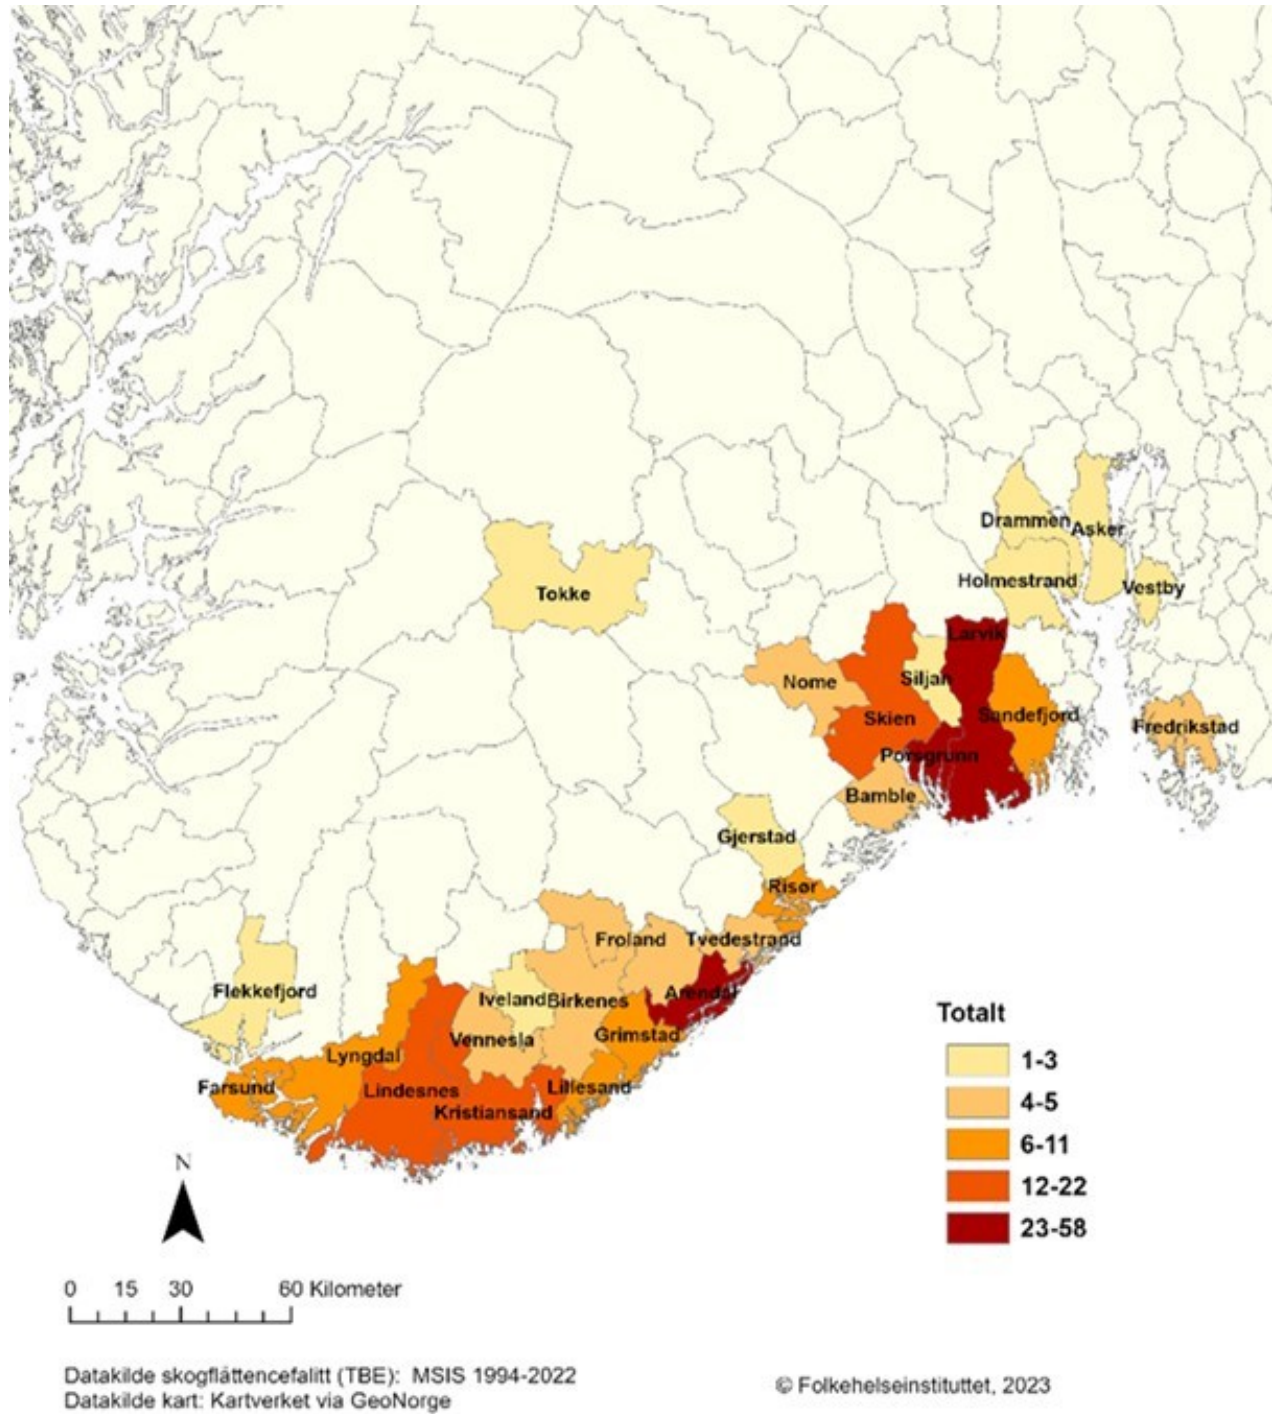 Drammen
Asker
Holmestrand
Vestby
Tokke
Larvik
Nome
Siljan
Skien
Sandefjord
Fredrikstad
Porsgrunn
Bamble
Gjerstad
Risør
Froland
Tvedestrand
Flekkefjord
Iveland
Birkenes
Arendal
Grimstad
Vennesla
Lyngdal
Farsund
Lindesnes
Lillesand
Kristiansand
Totalt
1-3
4-5
6-11
12-22
23-58
N
0 15 30 60 Kilometer
Datakilde skogflåttencefalitt (TBE): MSIS 1994-2022
Datakilde kart: Kartverket via GeoNorge
© Folkehelseinstituttet, 2023